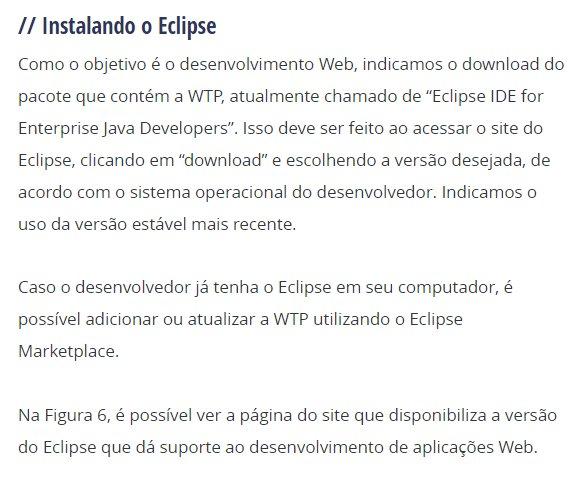 // Instalando o Eclipse
Como o objetivo é o desenvolvimento Web, indicamos o download do
pacote que contém a WTP, atualmente chamado de “Eclipse IDE for
Enterprise Java Developers”. Isso deve ser feito ao acessar o site do
Eclipse, clicando em “download” e escolhendo a versão desejada, de
acordo com o sistema operacional do desenvolvedor. Indicamos o
uso da versão estável mais recente.
Caso o desenvolvedor já tenha o Eclipse em seu computador, é
possível adicionar ou atualizar a WTP utilizando o Eclipse
Marketplace.
Na Figura 6, é possível ver a página do site que disponibiliza a versão
do Eclipse que dá suporte ao desenvolvimento de aplicações Web.